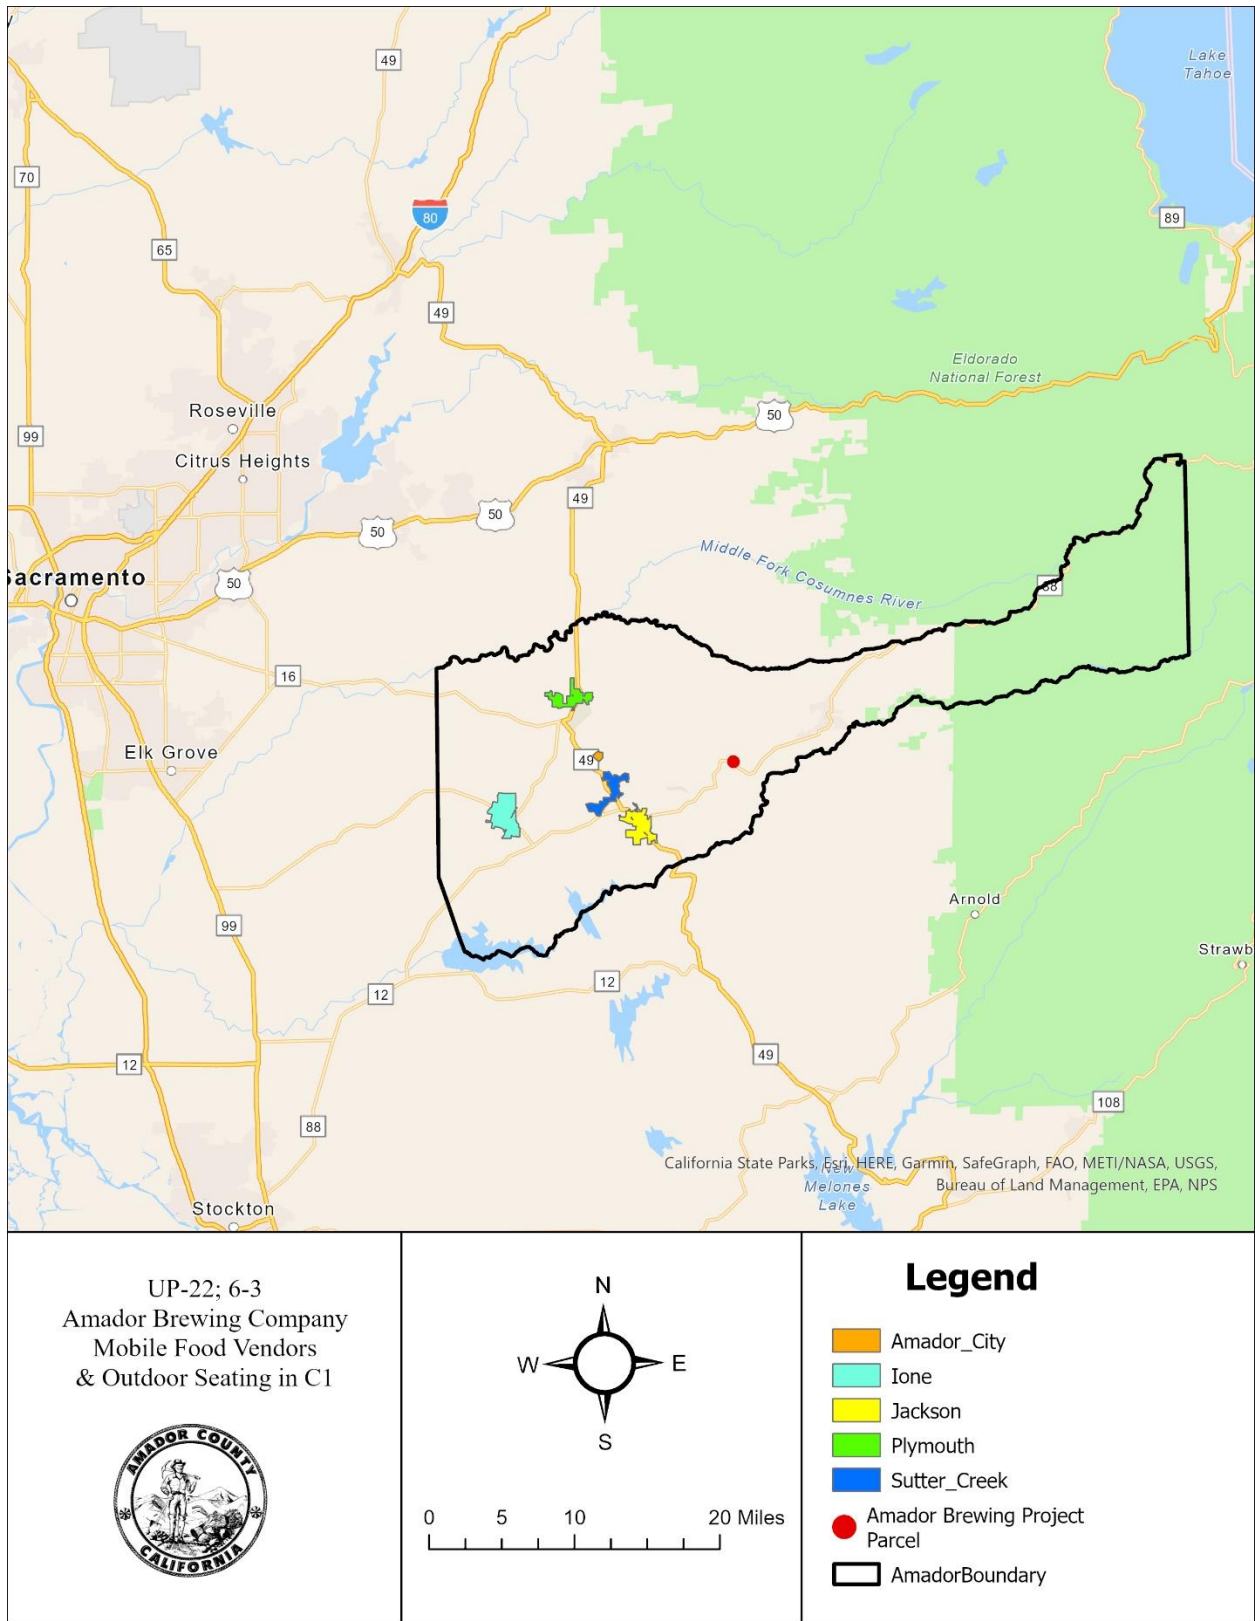 49
Lake
Tahoe
70
80
89
65
49
Eldorado
National Forest
50
Roseville
99
Citrus Heights
50
49
50
Middle Fork Cosumnes River
Sacramento
50
88
16
Elk Grove
49
Arnold
99
Strawb
12
12
49
12
108
88
California State Parks, Esri, HERE, Garmin, SafeGraph, FAO, METI/NASA, USGS,
Bureau of Land Management, EPA, NPS
New
Melones
Lake
Stockton
UP-22; 6-3
Amador Brewing Company
Mobile Food Vendors
& Outdoor Seating in C1
AMADOR COUNTY
CALIFORNIA
N
W E
S
0 5 10 20 Miles
Legend
Amador_City
Ione
Jackson
Plymouth
Sutter_Creek
Amador Brewing Project
Parcel
AmadorBoundary